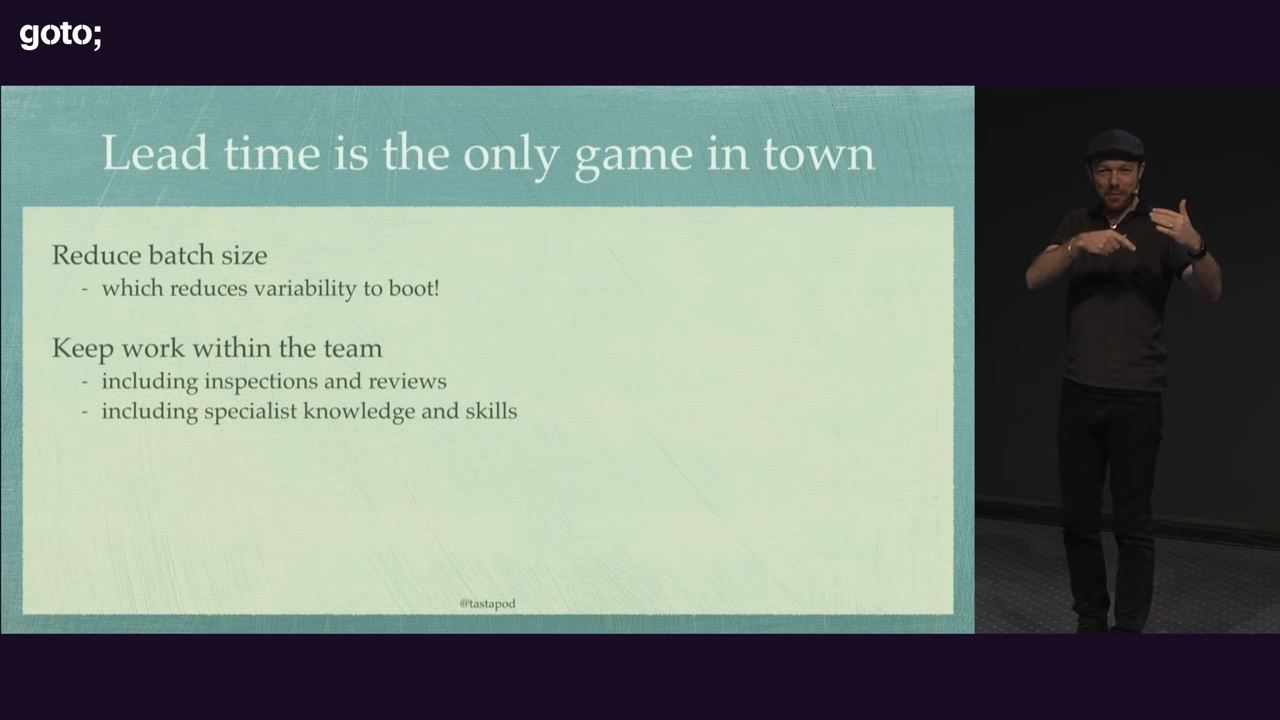 goto;
Lead time is the only game in town
Reduce batch size
- which reduces variability to boot!
Keep work within the team
- including inspections and reviews
- including specialist knowledge and skills
@tastapod